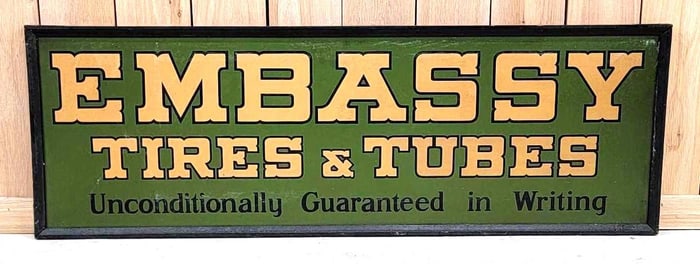 EMBASSY
TIRES & TUBES
Unconditionally Guaranteed in Writing